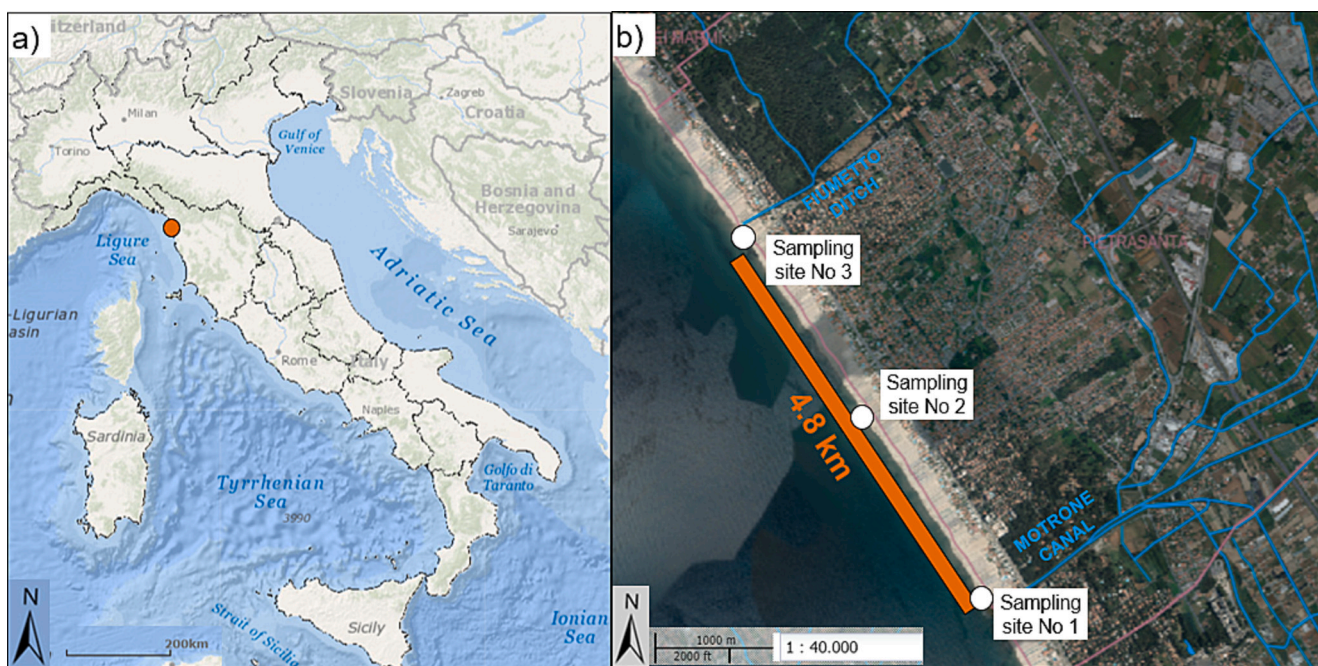 a)
witzerland
Slovenia
Zagreb
Croatia
Milan
Torino
Gulf of
Venice
Bosnia and
Herzegovina
Sarajevo
Ligure
Sea
Adriatic Sea
-Ligurian
asin
Rome
Italy
Naples
Sardinia
Golfo di
Taranto
Tyrrhenian
Sea
3990
N
Strait of Sicilia
Sicily
Ionian
Sea
200km
b)
FIUMETTO
DITCH
Sampling
site No 3
PIETRASANTA
Sampling
site No 2
4.8 km
MOTRONE
CANAL
Sampling
site No 1
N
1000 m
2000 ft
1 : 40.000